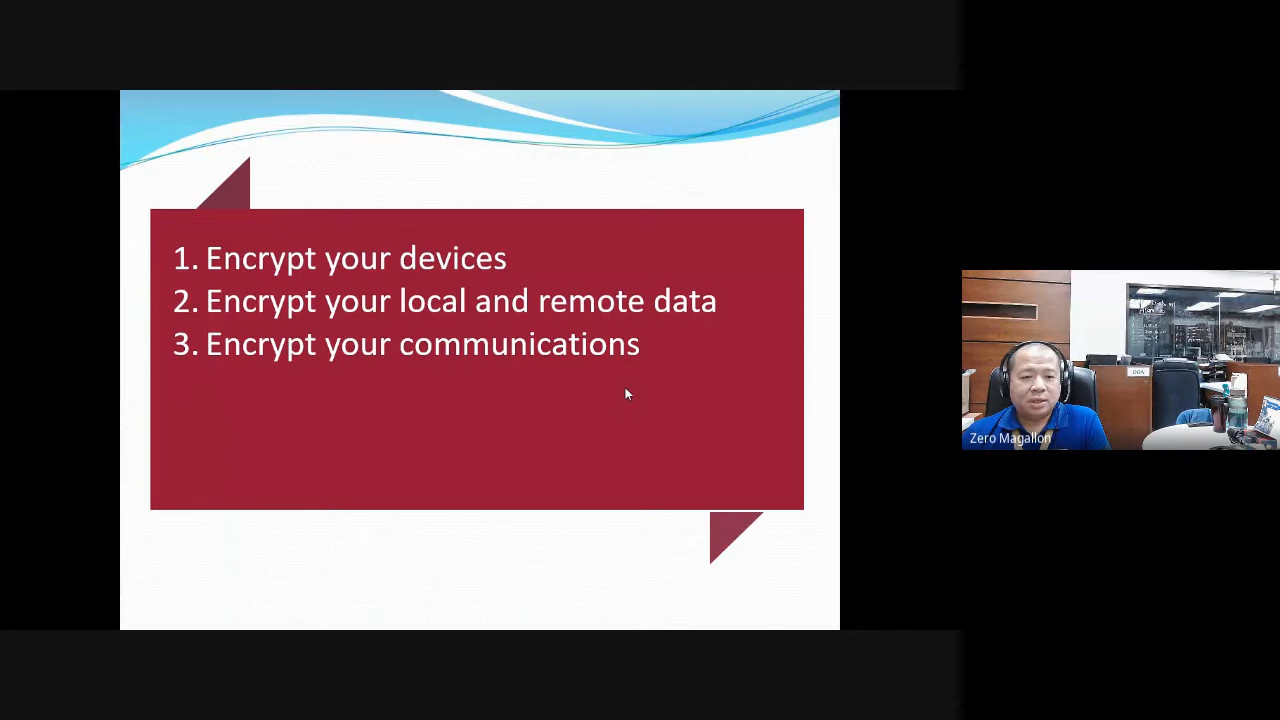 1. Encrypt your devices
2. Encrypt your local and remote data
3. Encrypt your communications
Zero Magallon